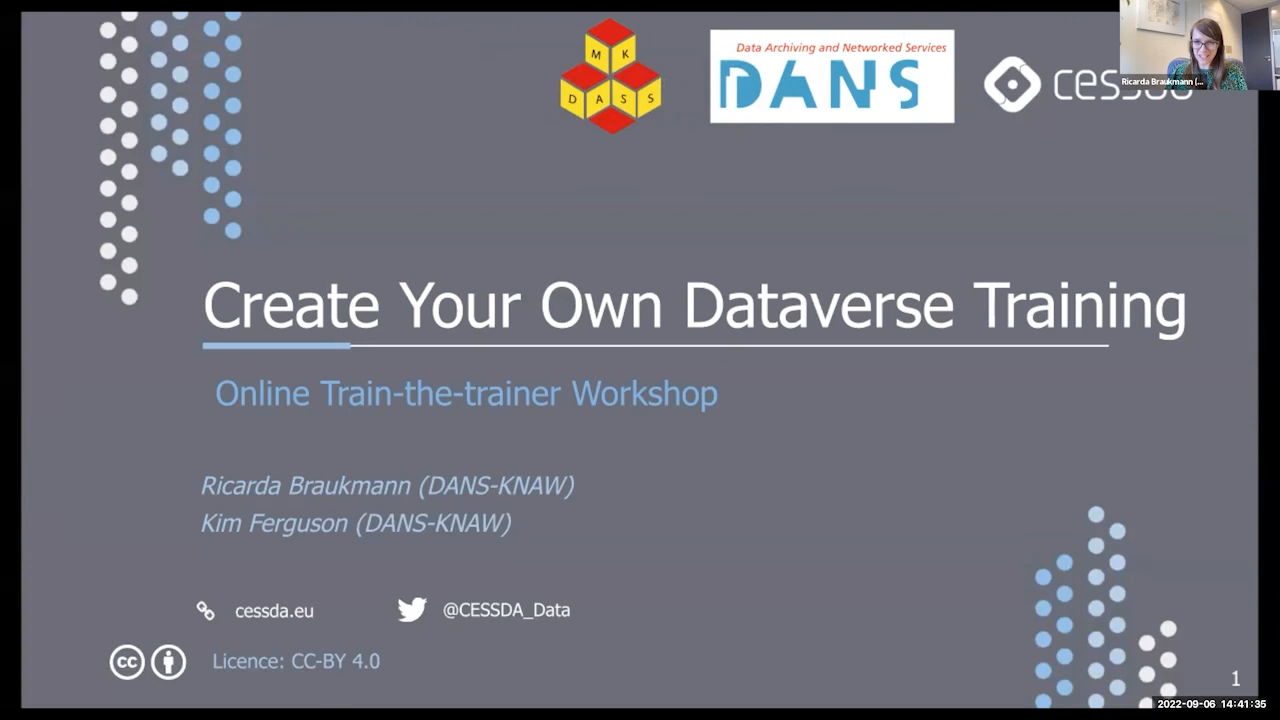 M K
D A S S
Data Archiving and Networked Services
DANS
Ricarda Braukmann (...
Create Your Own Dataverse Training
Online Train-the-trainer Workshop
Ricarda Braukmann (DANS-KNAW)
Kim Ferguson (DANS-KNAW)
cessda.eu @CESSDA_Data
cc Licence: CC-BY 4.0
1
2022-09-06 14:41:35